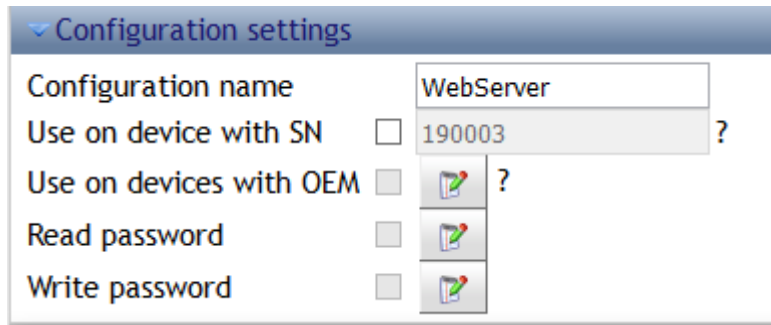 Configuration settings
Configuration name WebServer
Use on device with SN 190003 ?
Use on devices with OEM ?
Read password
Write password